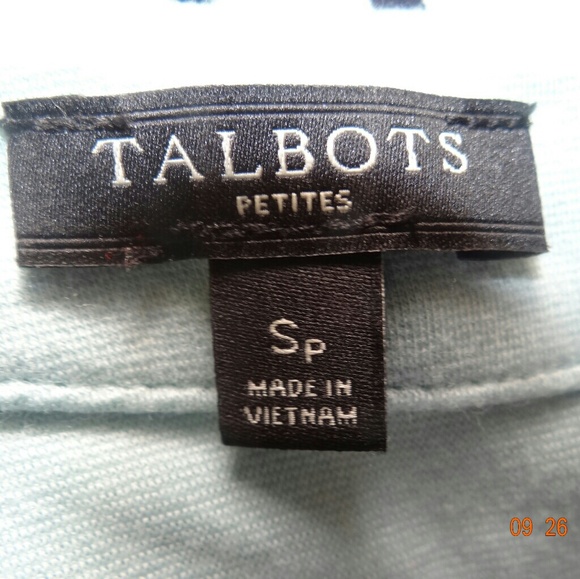 TALBOTS
PETITES
SP
MADE IN
VIETNAM
09 26